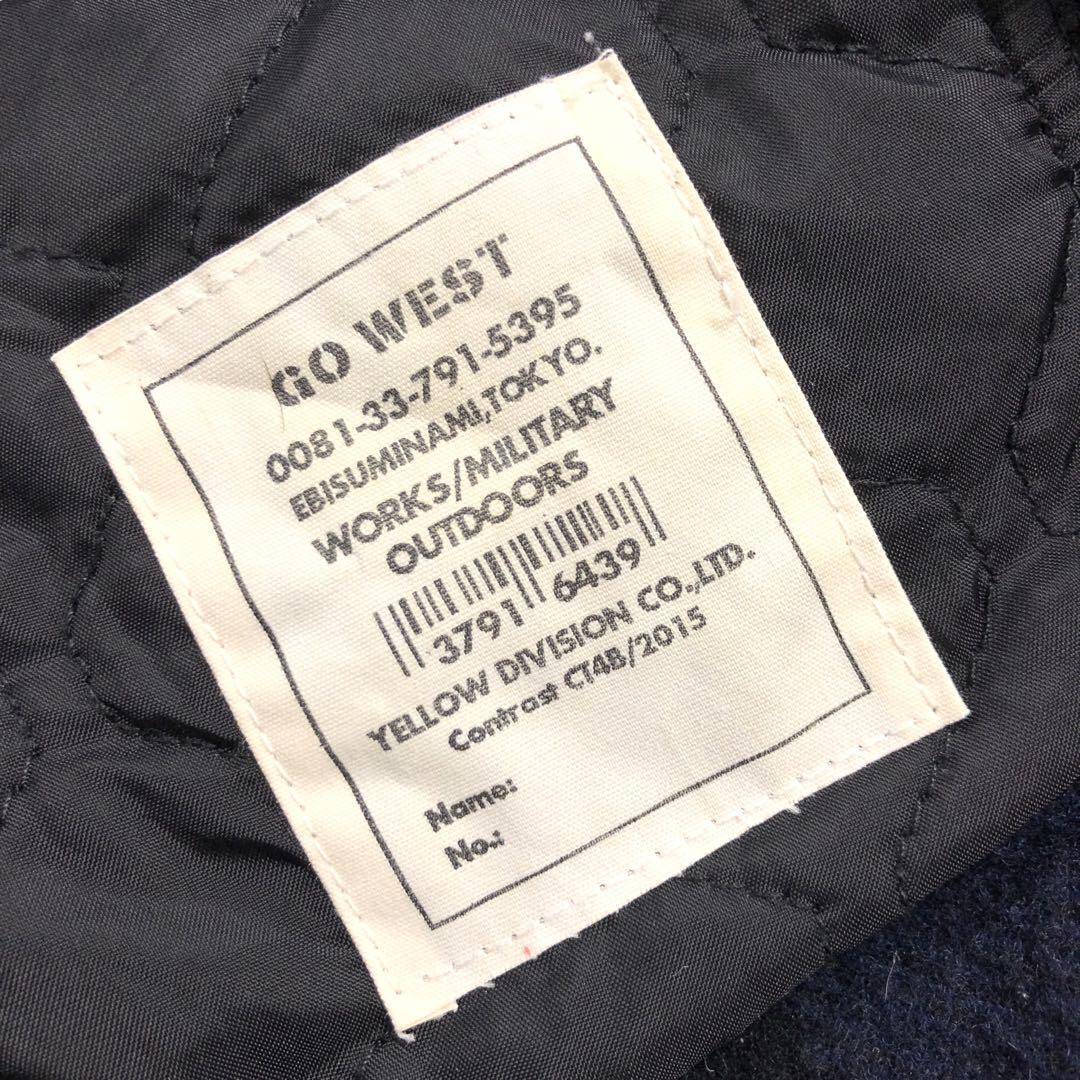 GO WEST
0081-33-791-5395
EBISUMINAMI,TOKYO.
WORKS/MILITARY
OUTDOORS
3791 6439
YELLOW DIVISION CO.,LTD.
Contrast CT4B/2015
Name:
No.: